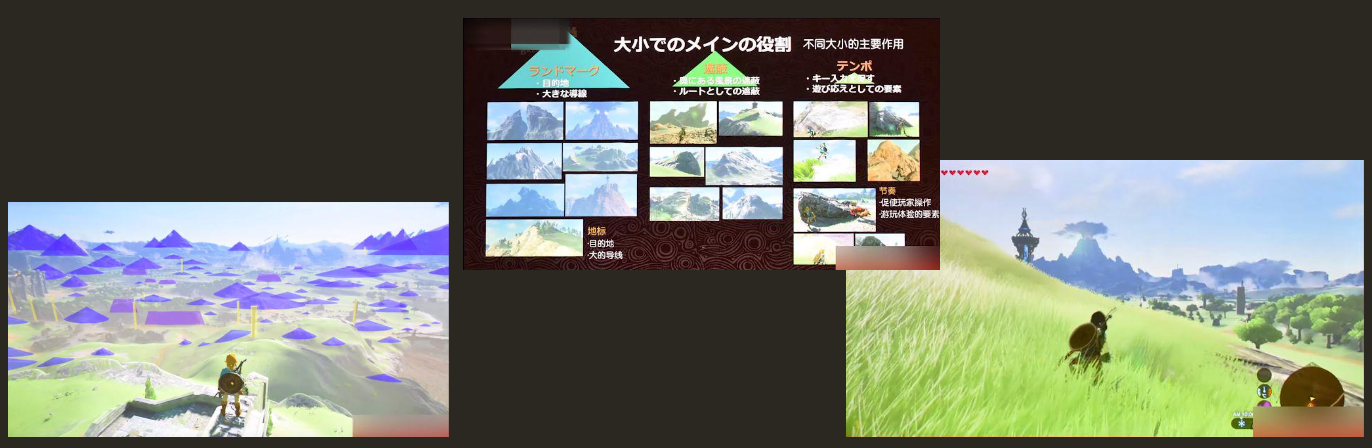 大小でのメインの役割 不同大小的主要作用
ランドマーク
・目的地
・大きな導線
遮蔽
・奥にある風景の遮蔽
・ルートとしての遮蔽
テンポ
・キー入力を促す
・遊び応えとしての要素
地标
·目的地
·大的导线
节奏
·促使玩家操作
·游玩体验的要素